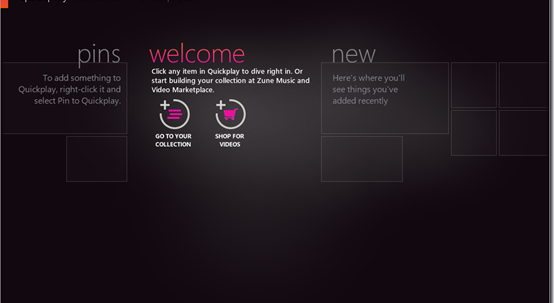 pins
To add something to
Quickplay, right-click it and
select Pin to Quickplay.
welcome
Click any item in Quickplay to dive right in. Or
start building your collection at Zune Music and
Video Marketplace.
GO TO YOUR
COLLECTION
SHOP FOR
VIDEOS
new
Here's where you'll
see things you've
added recently